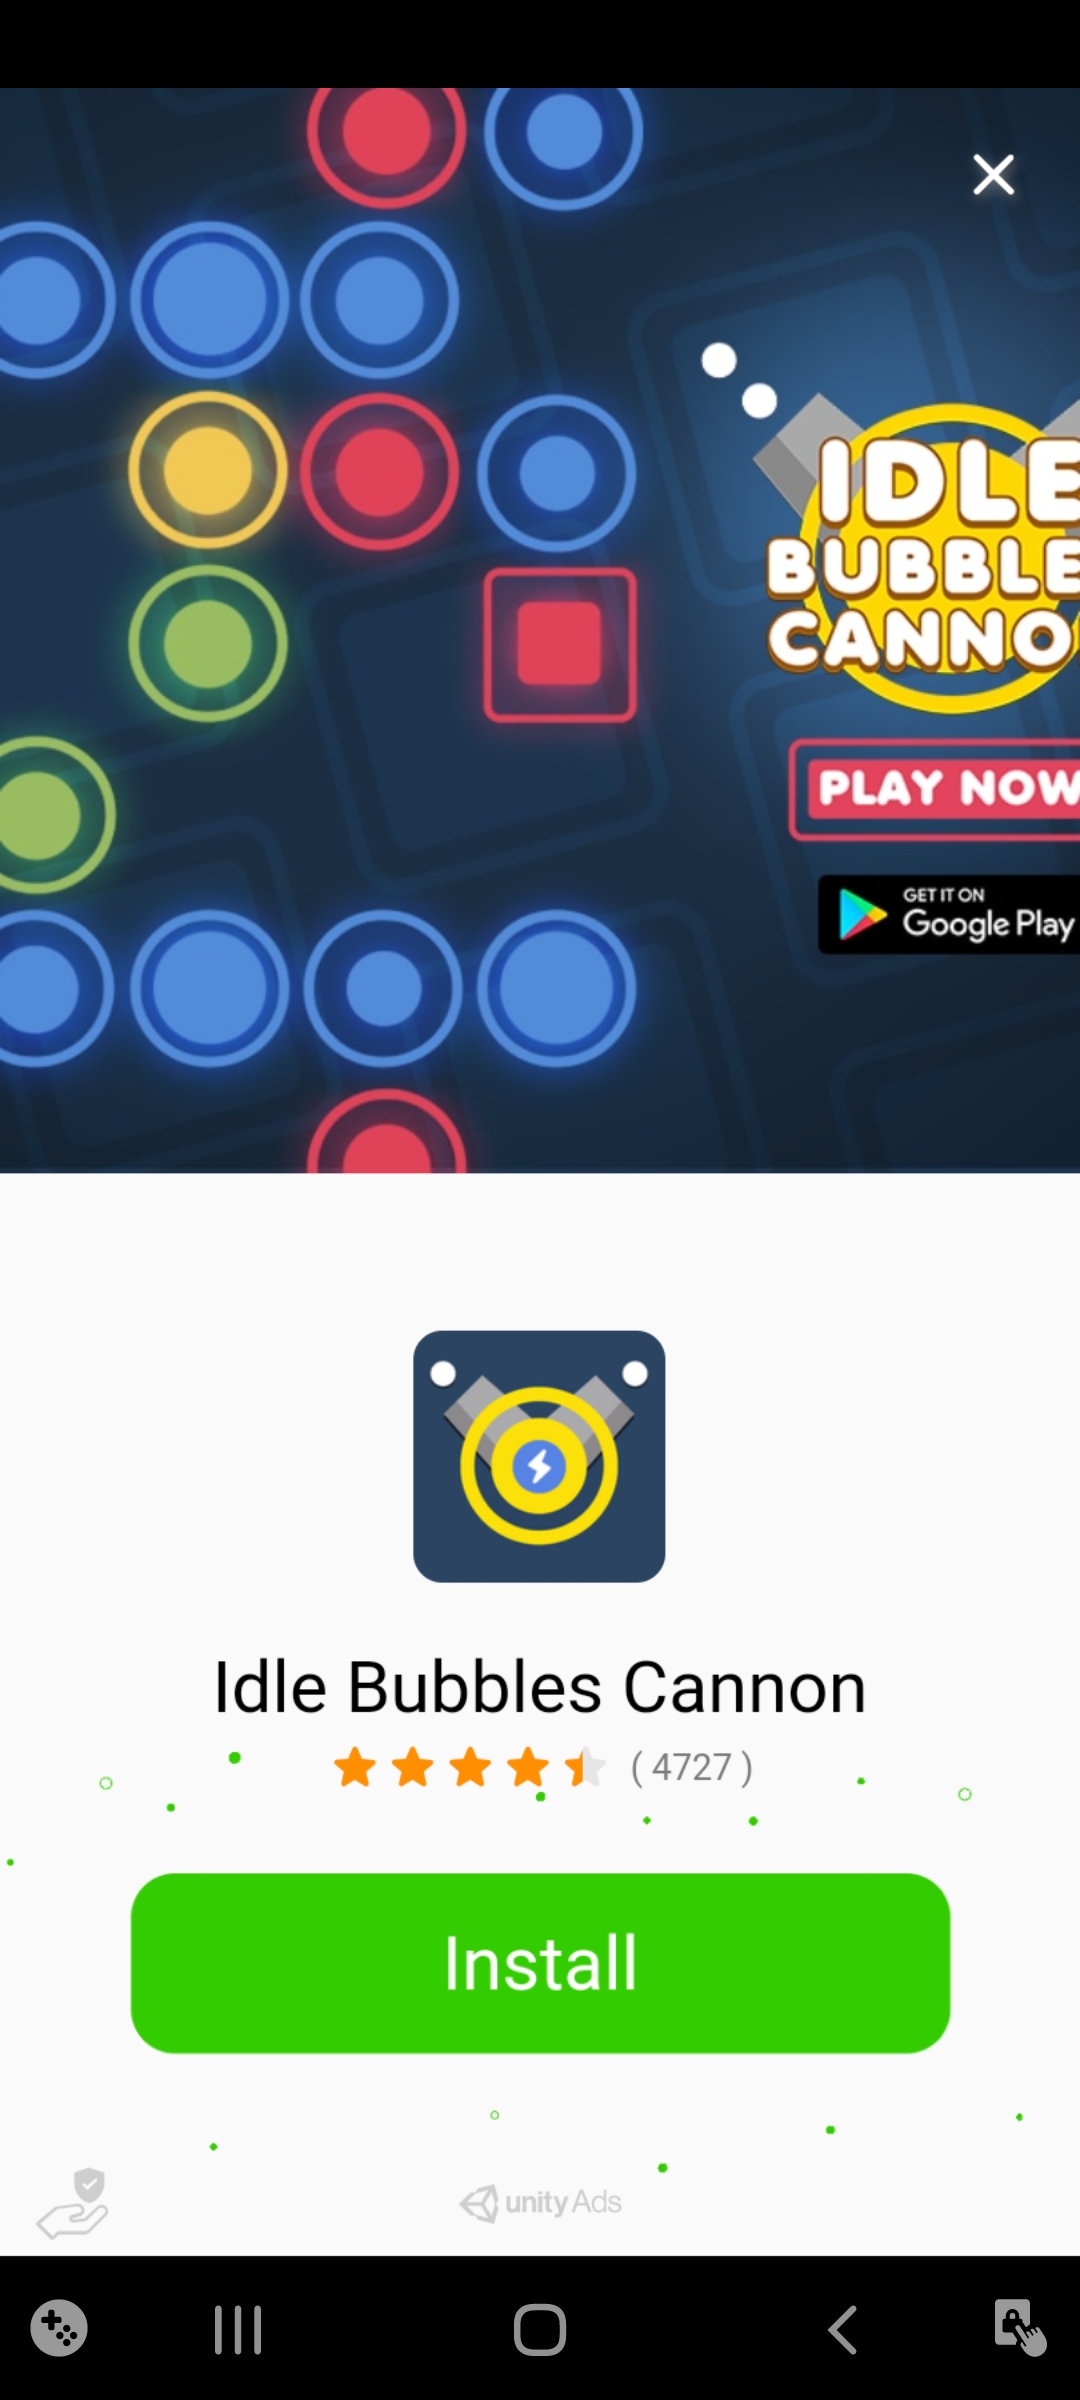 IDLE
BUBBLE
CANNO
PLAY NOW
GET IT ON
Google Play
Idle Bubbles Cannon
( 4727 )
Install
unity Ads